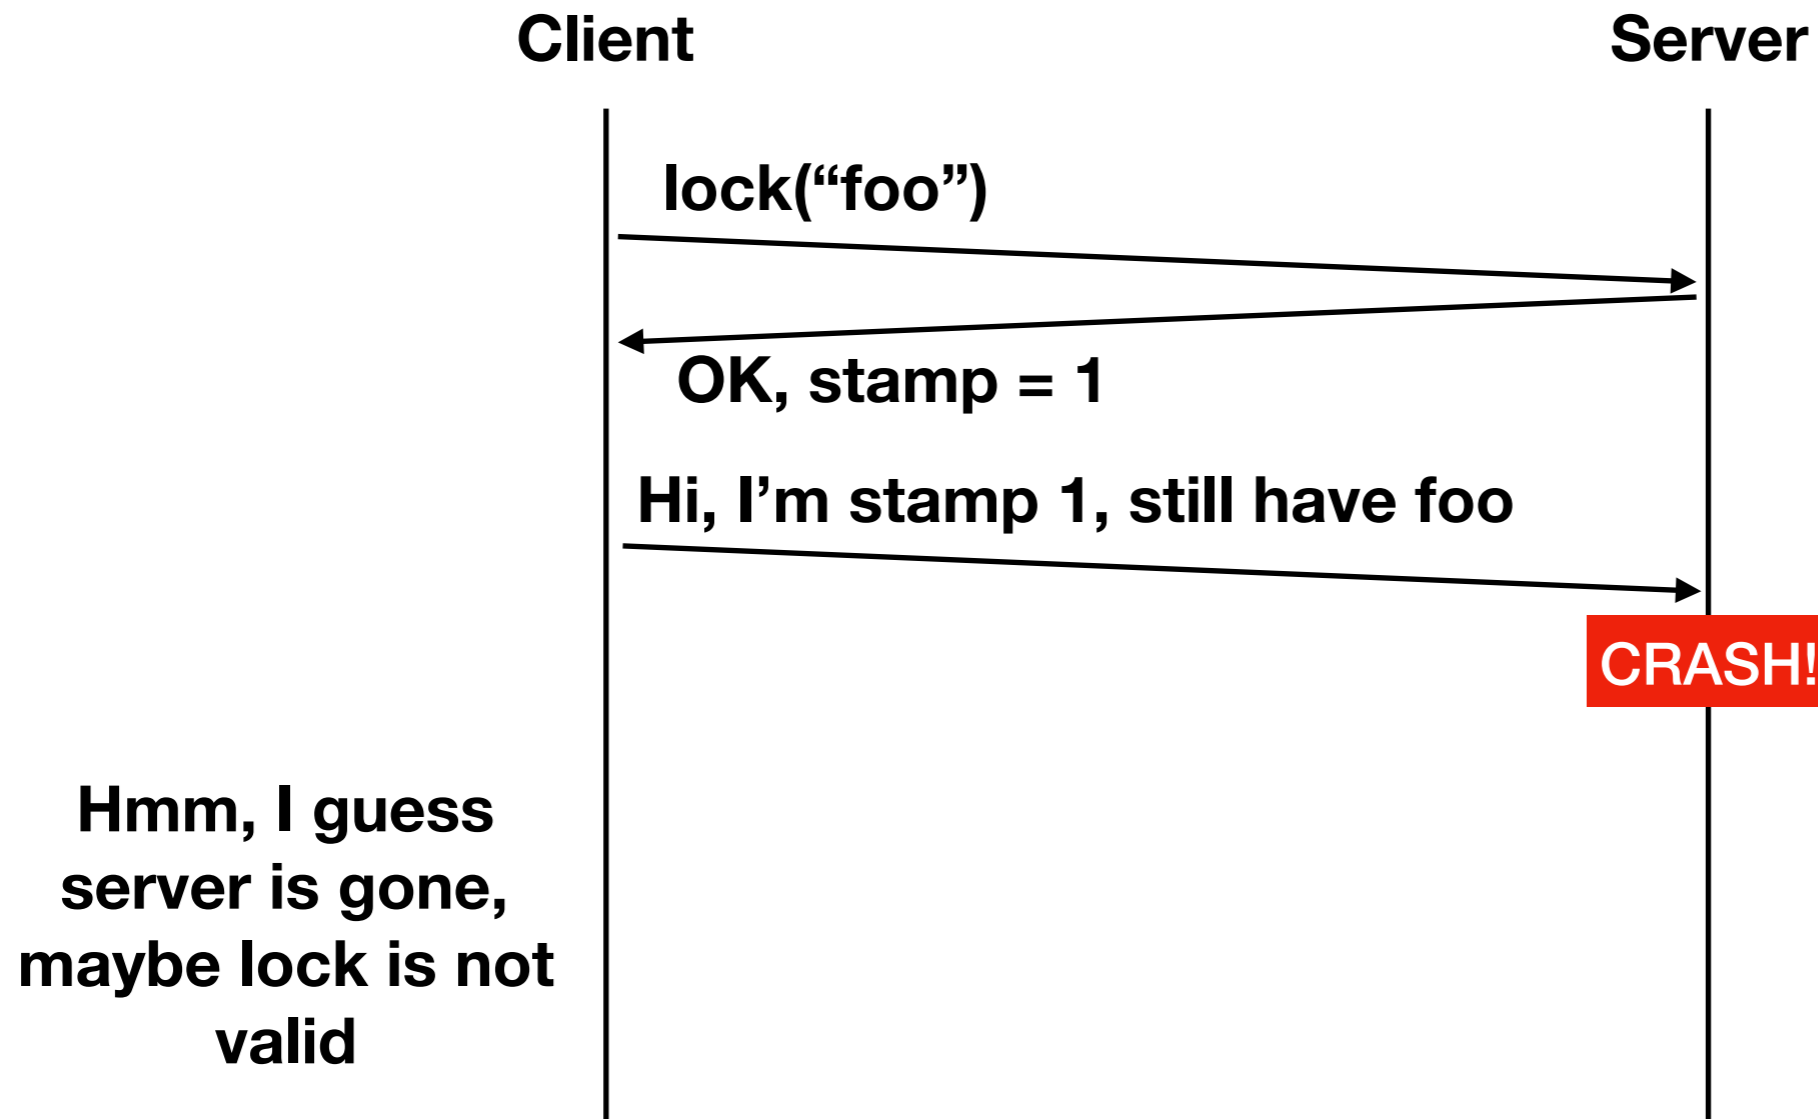 Client
Server
lock(“foo”)
OK, stamp = 1
Hi, I’m stamp 1, still have foo
CRASH!
Hmm, I guess
server is gone,
maybe lock is not
valid